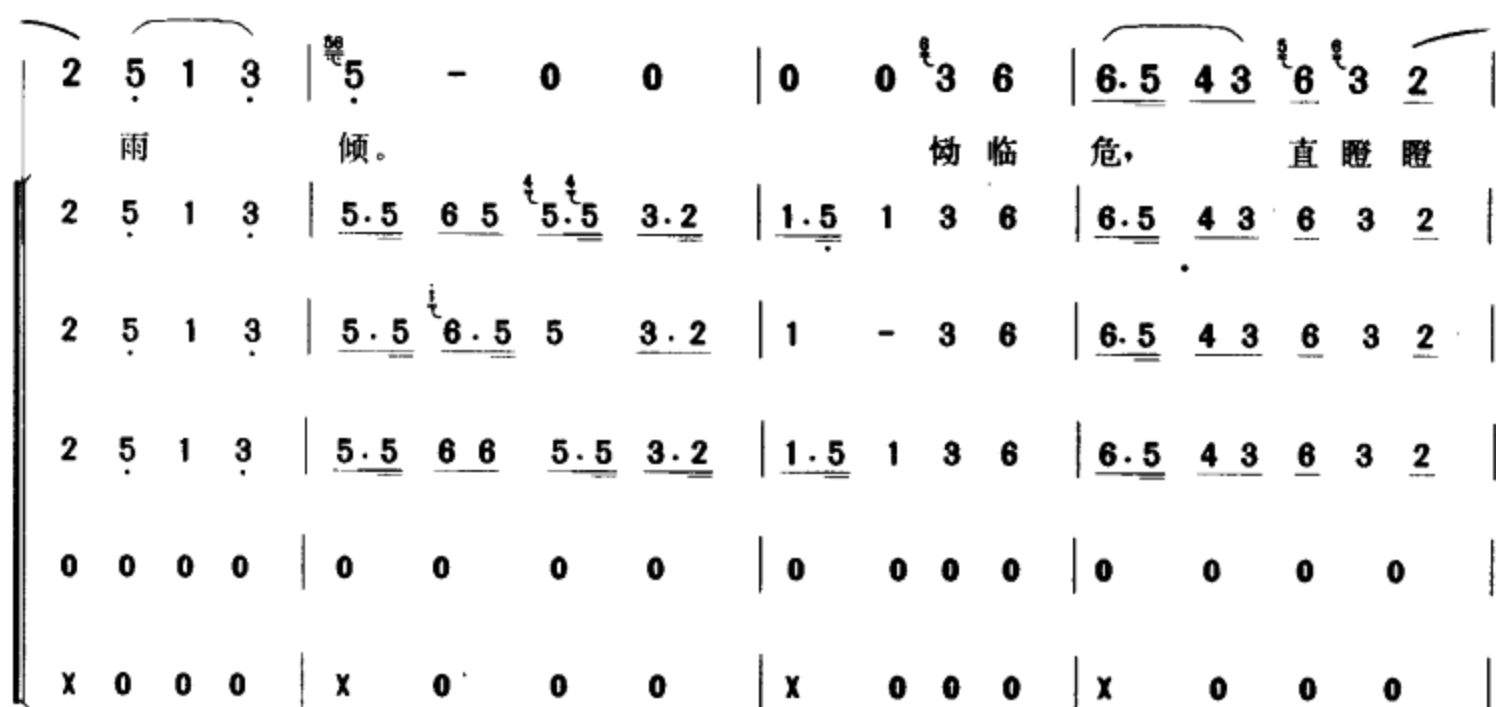 2 5 1 3 | 56 5 - 0 0 | 0 0 6 3 6 | 6.5 4 3 5 6 6 3 2 |
雨 倾。 恸 临 危， 直 瞪 瞪
2 5 1 3 | 5.5 6 5 4 5. 4 5 3.2 | 1.5 1 3 6 | 6.5 4 3 6 3 2 |
2 5 1 3 | 5.5 i 6.5 5 3.2 | 1 - 3 6 | 6.5 4 3 6 3 2 |
2 5 1 3 | 5.5 6 6 5.5 3.2 | 1.5 1 3 6 | 6.5 4 3 6 3 2 |
0 0 0 0 | 0 0 0 0 | 0 0 0 0 | 0 0 0 0 |
X 0 0 0 | X 0 0 0 | X 0 0 0 | X 0 0 0 |